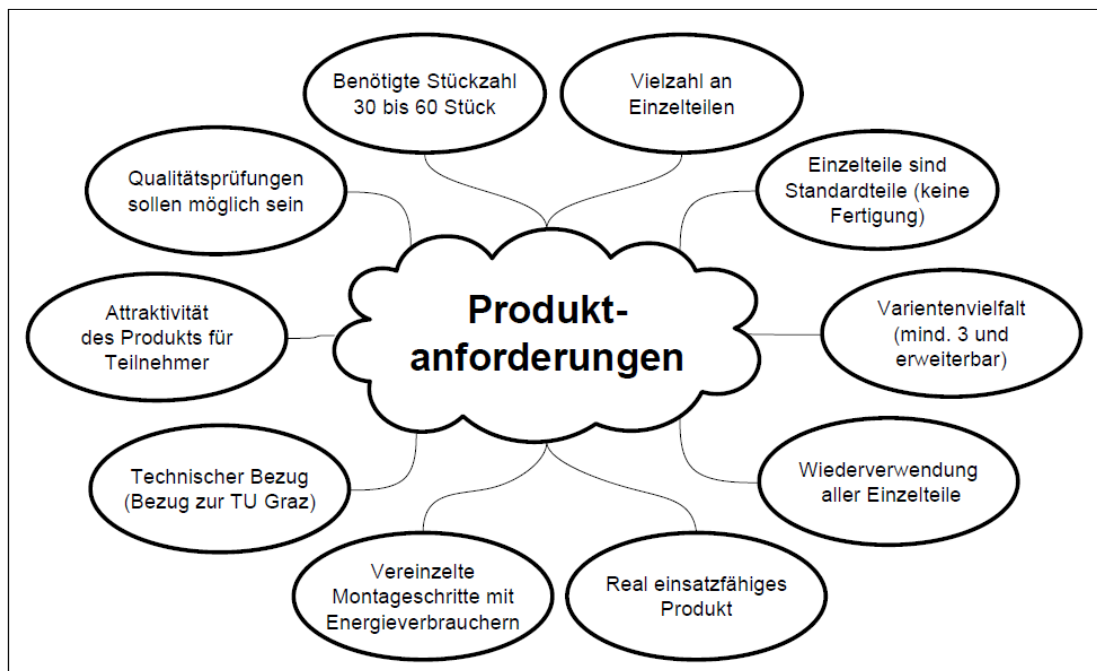 Benötigte Stückzahl
30 bis 60 Stück
Vielzahl an
Einzelteilen
Qualitätsprüfungen
sollen möglich sein
Einzelteile sind
Standardteile (keine
Fertigung)
Produkt-
anforderungen
Attraktivität
des Produkts für
Teilnehmer
Varientenvielfalt
(mind. 3 und
erweiterbar)
Technischer Bezug
(Bezug zur TU Graz)
Wiederverwendung
aller Einzelteile
Vereinzelte
Montageschritte mit
Energieverbrauchern
Real einsatzfähiges
Produkt